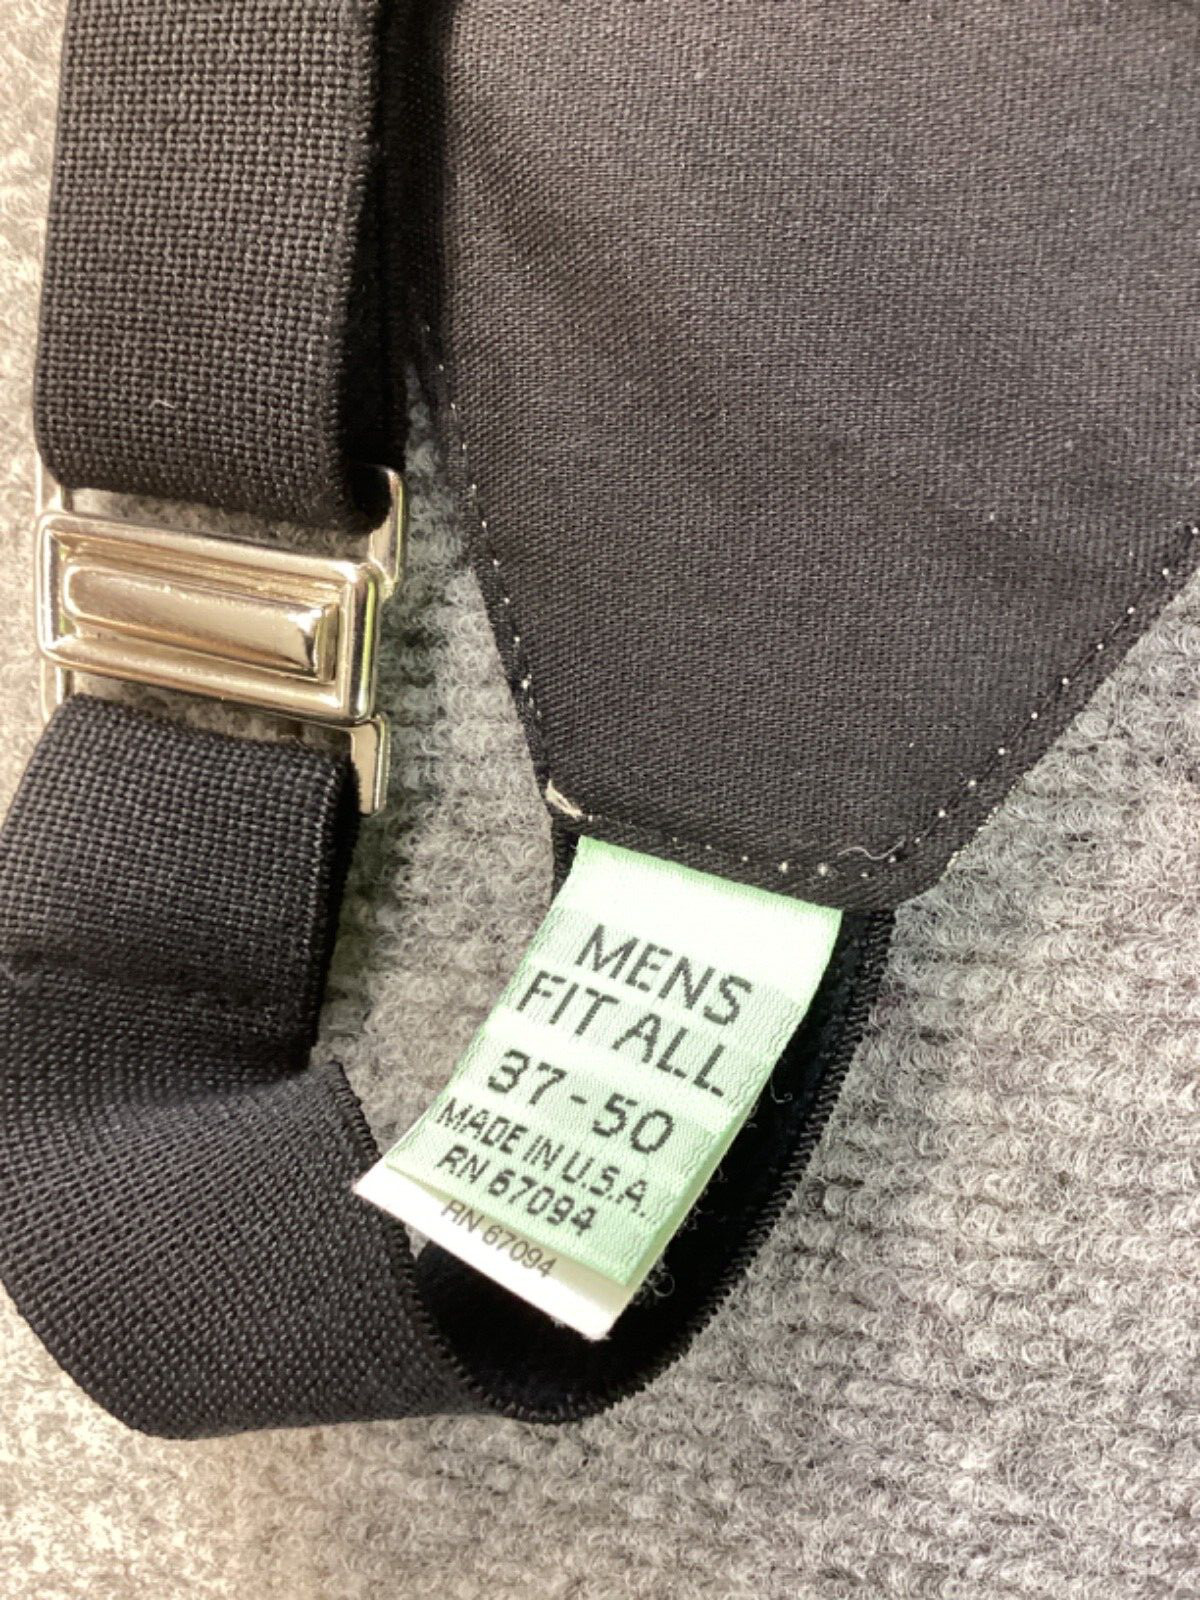 MENS
FIT ALL
37-50
MADE IN U.S.A.
RN 67094
RN 67094